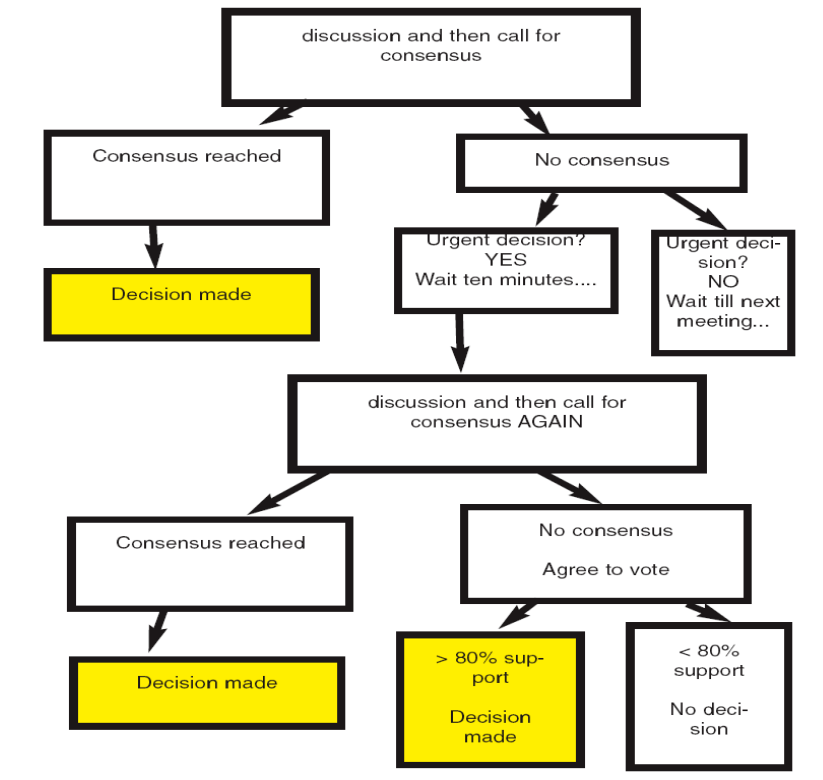 discussion and then call for
consensus
Consensus reached
No consensus
Decision made
Urgent decision?
YES
Wait ten minutes....
Urgent deci-
sion?
NO
Wait till next
meeting...
discussion and then call for
consensus AGAIN
Consensus reached
No consensus
Agree to vote
Decision made
> 80% sup-
port
Decision
made
< 80%
support
No deci-
sion